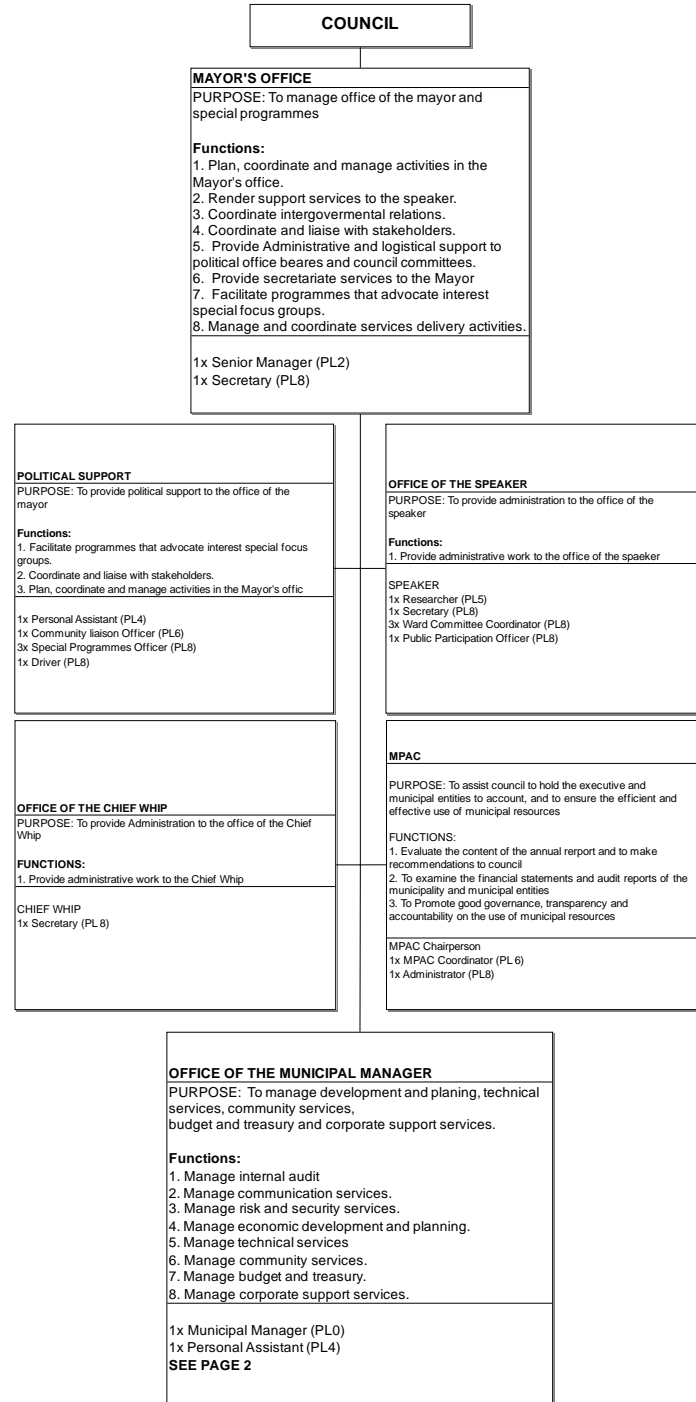 COUNCIL
MAYOR'S OFFICE
PURPOSE: To manage office of the mayor and
special programmes
Functions:
1. Plan, coordinate and manage activities in the
Mayor's office.
2. Render support services to the speaker.
3. Coordinate intergovermental relations.
4. Coordinate and liaise with stakeholders.
5. Provide Administrative and logistical support to
political office beares and council committees.
6. Provide secretariate services to the Mayor
7. Facilitate programmes that advocate interest
special focus groups.
8. Manage and coordinate services delivery activities.
1x Senior Manager (PL2)
1x Secretary (PL8)
POLITICAL SUPPORT
PURPOSE: To provide political support to the office of the
mayor
Functions:
1. Facilitate programmes that advocate interest special focus
groups.
2. Coordinate and liaise with stakeholders.
3. Plan, coordinate and manage activities in the Mayor's offic
1x Personal Assistant (PL4)
1x Community liaison Officer (PL6)
3x Special Programmes Officer (PL8)
1x Driver (PL8)
OFFICE OF THE SPEAKER
PURPOSE: To provide administration to the office of the
speaker
Functions:
1. Provide administrative work to the office of the spaeker
SPEAKER
1x Researcher (PL5)
1x Secretary (PL8)
3x Ward Committee Coordinator (PL8)
1x Public Participation Officer (PL8)
OFFICE OF THE CHIEF WHIP
PURPOSE: To provide Administration to the office of the Chief
Whip
FUNCTIONS:
1. Provide administrative work to the Chief Whip
CHIEF WHIP
1x Secretary (PL 8)
MPAC
PURPOSE: To assist council to hold the executive and
municipal entities to account, and to ensure the efficient and
effective use of municipal resources
FUNCTIONS:
1. Evaluate the content of the annual rerport and to make
recommendations to council
2. To examine the financial statements and audit reports of the
municipality and municipal entities
3. To Promote good governance, transparency and
accountability on the use of municipal resources
MPAC Chairperson
1x MPAC Coordinator (PL 6)
1x Administrator (PL8)
OFFICE OF THE MUNICIPAL MANAGER
PURPOSE: To manage development and planing, technical
services, community services,
budget and treasury and corporate support services.
Functions:
1. Manage internal audit
2. Manage communication services.
3. Manage risk and security services.
4. Manage economic development and planning.
5. Manage technical services
6. Manage community services.
7. Manage budget and treasury.
8. Manage corporate support services.
1x Municipal Manager (PL0)
1x Personal Assistant (PL4)
SEE PAGE 2